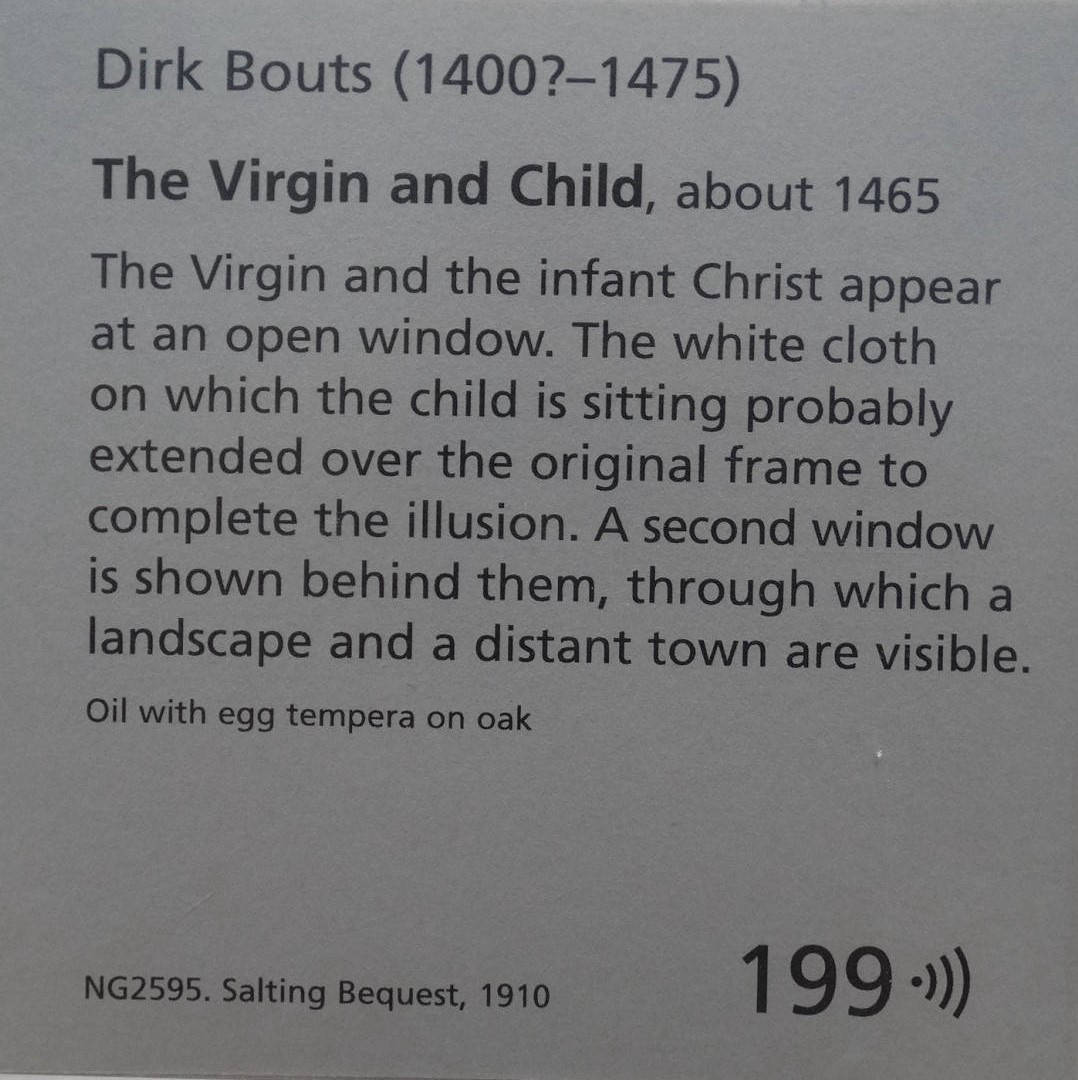 Dirk Bouts (1400?–1475)
The Virgin and Child, about 1465
The Virgin and the infant Christ appear
at an open window. The white cloth
on which the child is sitting probably
extended over the original frame to
complete the illusion. A second window
is shown behind them, through which a
landscape and a distant town are visible.
Oil with egg tempera on oak
NG2595. Salting Bequest, 1910
199